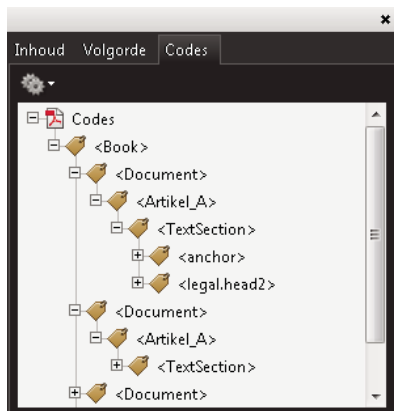 Inhoud Volgorde Codes
Codes
<Book>
<Document>
<Artikel_A>
<TextSection>
<anchor>
<legal.head2>
<Document>
<Artikel_A>
<TextSection>
<Document>